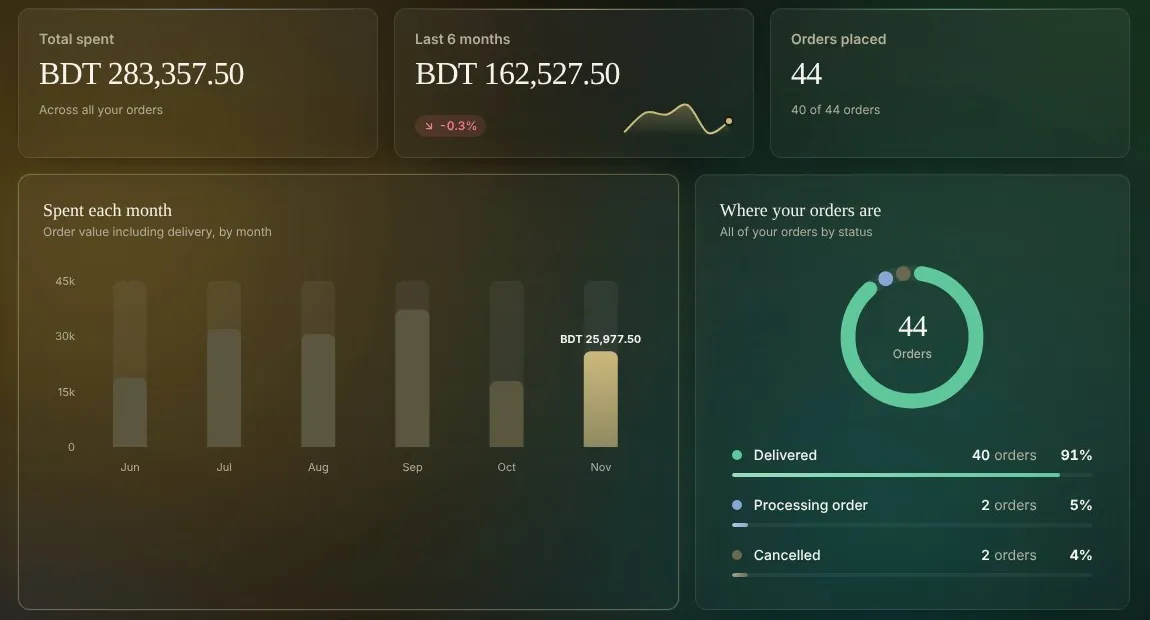 Total spent
BDT 283,357.50
Across all your orders
Last 6 months
BDT 162,527.50
↘ -0.3%
Orders placed
44
40 of 44 orders
Spent each month
Order value including delivery, by month
45k
30k
15k
0
BDT 25,977.50
Jun Jul Aug Sep Oct Nov
Where your orders are
All of your orders by status
44
Orders
Delivered 40 orders 91%
Processing order 2 orders 5%
Cancelled 2 orders 4%